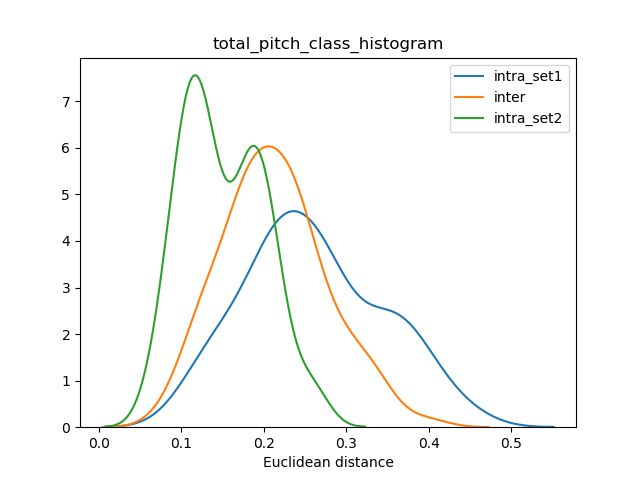 total_pitch_class_histogram
intra_set1
inter
intra_set2
7
6
5
4
3
2
1
0
0.0 0.1 0.2 0.3 0.4 0.5
Euclidean distance